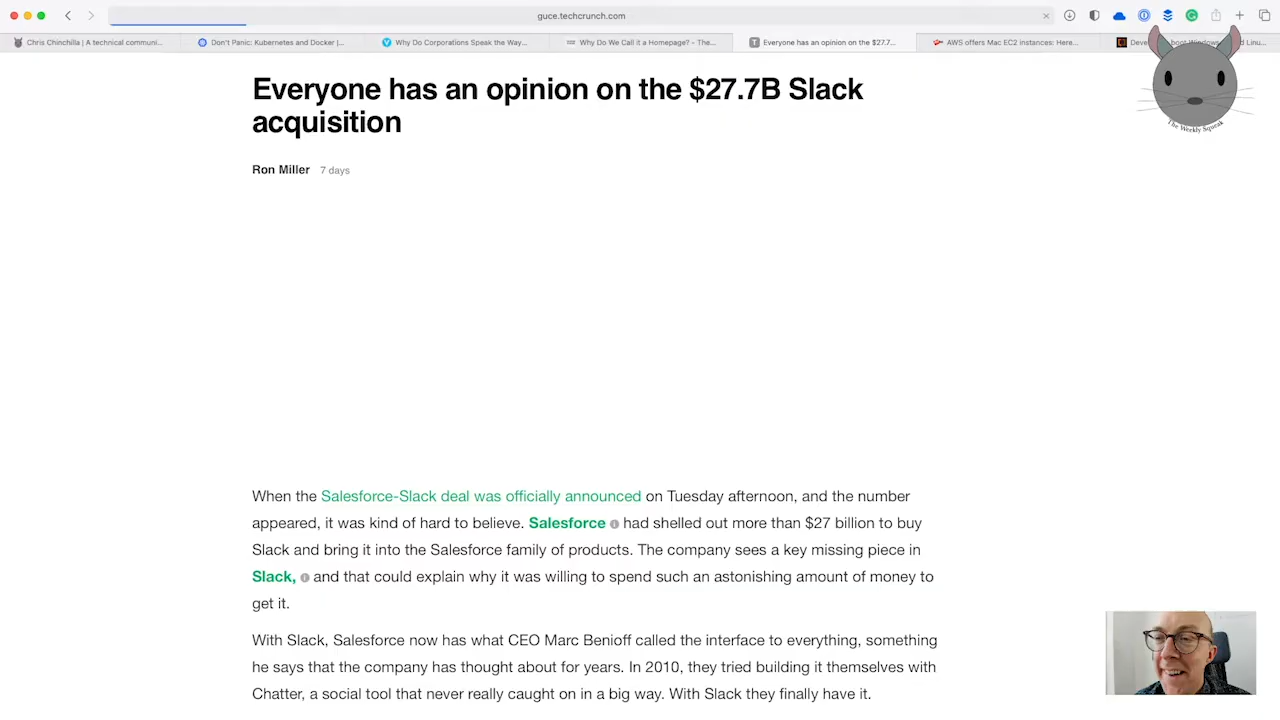 guce.techcrunch.com
Chris Chinchilla | A technical communi...
Don't Panic: Kubernetes and Docker |...
Why Do Corporations Speak the Way...
Why Do We Call it a Homepage? - The...
Everyone has an opinion on the $27.7...
AWS offers Mac EC2 instances: Here...
The Weekly Squeak
Everyone has an opinion on the $27.7B Slack
acquisition
Ron Miller 7 days
When the Salesforce-Slack deal was officially announced on Tuesday afternoon, and the number
appeared, it was kind of hard to believe. Salesforce had shelled out more than $27 billion to buy
Slack and bring it into the Salesforce family of products. The company sees a key missing piece in
Slack, and that could explain why it was willing to spend such an astonishing amount of money to
get it.
With Slack, Salesforce now has what CEO Marc Benioff called the interface to everything, something
he says that the company has thought about for years. In 2010, they tried building it themselves with
Chatter, a social tool that never really caught on in a big way. With Slack they finally have it.